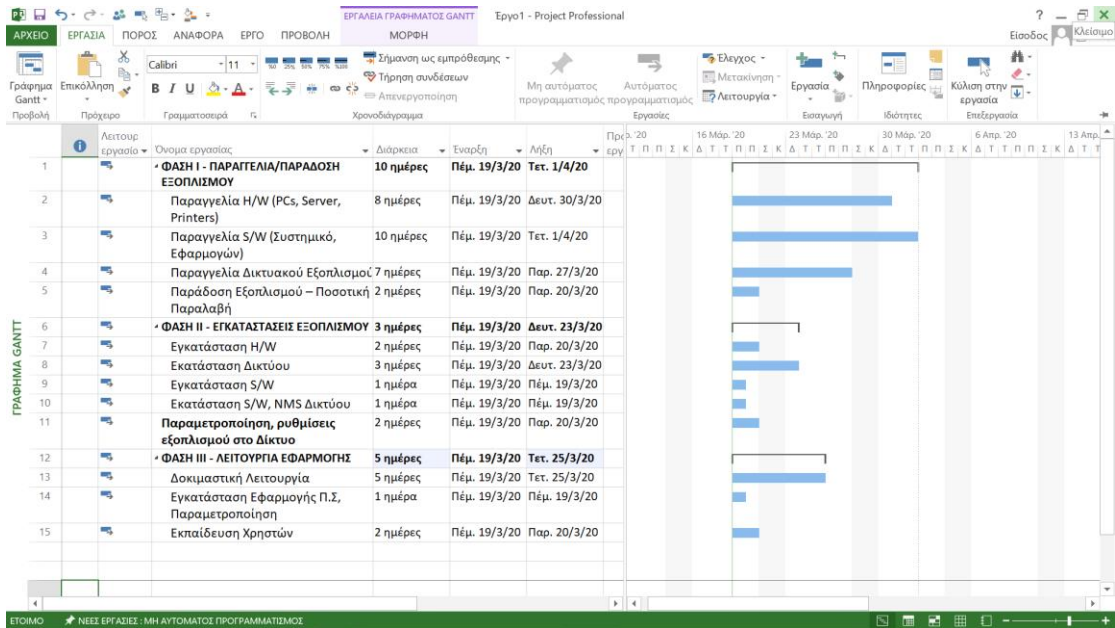 ΕΡΓΑΛΕΙΑ ΓΡΑΦΗΜΑΤΟΣ GANTT Έργο1 - Project Professional
ΑΡΧΕΙΟ ΕΡΓΑΣΙΑ ΠΟΡΟΣ ΑΝΑΦΟΡΑ ΕΡΓΟ ΠΡΟΒΟΛΗ ΜΟΡΦΗ Είσοδος Κλείσιμο
Calibri 11 Σήμανση ως εμπρόθεσμης Έλεγχος
Τήρηση συνδέσεων Μετακίνηση
Απενεργοποίηση Λειτουργία
Γράφημα Gantt Επικόλληση B I U A Μη αυτόματος προγραμματισμός Αυτόματος προγραμματισμός Εργασία Πληροφορίες Κύλιση στην εργασία
Προβολή Πρόχειρο Γραμματοσειρά Χρονοδιάγραμμα Εργασίες Εισαγωγή Ιδιότητες Επεξεργασία
Λειτουρ Προ '20 16 Μάρ. '20 23 Μάρ. '20 30 Μάρ. '20 6 Απρ. '20 13 Απρ.
εργασίο Όνομα εργασίας Διάρκεια Έναρξη Λήξη εργ Τ Π Π Σ Κ Δ Τ Τ Π Π Σ Κ Δ Τ Τ Π Π Σ Κ Δ Τ Τ Π Π Σ Κ Δ Τ Τ Π Π Σ Κ Δ Τ Τ
1 ΦΑΣΗ Ι - ΠΑΡΑΓΓΕΛΙΑ/ΠΑΡΑΔΟΣΗ 10 ημέρες Πέμ. 19/3/20 Τετ. 1/4/20
ΕΞΟΠΛΙΣΜΟΥ
2 Παραγγελία H/W (PCs, Server, 8 ημέρες Πέμ. 19/3/20 Δευτ. 30/3/20
Printers)
3 Παραγγελία S/W (Συστημικό, 10 ημέρες Πέμ. 19/3/20 Τετ. 1/4/20
Εφαρμογών)
4 Παραγγελία Δικτυακού Εξοπλισμού 7 ημέρες Πέμ. 19/3/20 Παρ. 27/3/20
5 Παράδοση Εξοπλισμού – Ποσοτική 2 ημέρες Πέμ. 19/3/20 Παρ. 20/3/20
Παραλαβή
6 ΦΑΣΗ ΙΙ - ΕΓΚΑΤΑΣΤΑΣΕΙΣ ΕΞΟΠΛΙΣΜΟΥ 3 ημέρες Πέμ. 19/3/20 Δευτ. 23/3/20
7 Εγκατάσταση H/W 2 ημέρες Πέμ. 19/3/20 Παρ. 20/3/20
8 Εκατάσταση Δικτύου 3 ημέρες Πέμ. 19/3/20 Δευτ. 23/3/20
9 Εγκατάσταση S/W 1 ημέρα Πέμ. 19/3/20 Πέμ. 19/3/20
10 Εκατάσταση S/W, NMS Δικτύου 1 ημέρα Πέμ. 19/3/20 Πέμ. 19/3/20
11 Παραμετροποίηση, ρυθμίσεις 2 ημέρες Πέμ. 19/3/20 Παρ. 20/3/20
εξοπλισμού στο Δίκτυο
12 ΦΑΣΗ ΙΙΙ - ΛΕΙΤΟΥΡΓΙΑ ΕΦΑΡΜΟΓΗΣ 5 ημέρες Πέμ. 19/3/20 Τετ. 25/3/20
13 Δοκιμαστική Λειτουργία 5 ημέρες Πέμ. 19/3/20 Τετ. 25/3/20
14 Εγκατάσταση Εφαρμογής Π.Σ, 1 ημέρα Πέμ. 19/3/20 Πέμ. 19/3/20
Παραμετροποίηση
15 Εκπαίδευση Χρηστών 2 ημέρες Πέμ. 19/3/20 Παρ. 20/3/20
ΓΡΑΦΗΜΑ GANTT
ΕΤΟΙΜΟ ΝΕΕΣ ΕΡΓΑΣΙΕΣ : ΜΗ ΑΥΤΟΜΑΤΟΣ ΠΡΟΓΡΑΜΜΑΤΙΣΜΟΣ